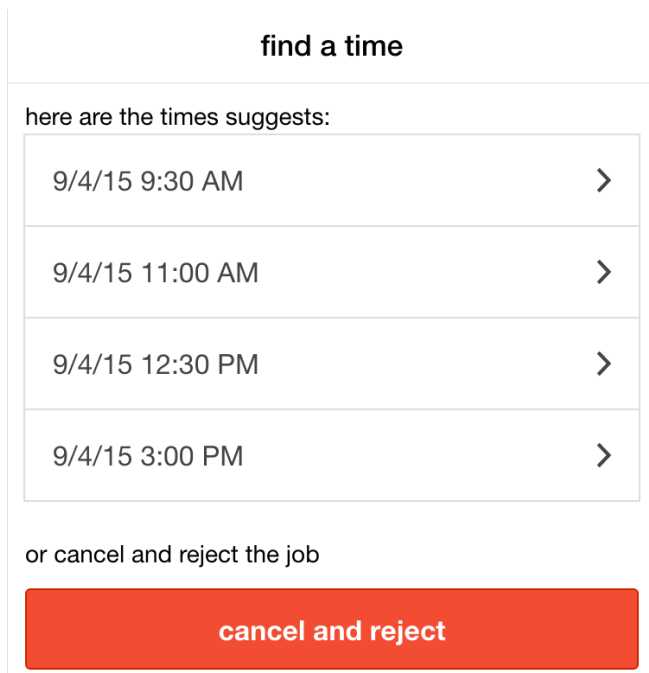 find a time
here are the times suggests:
9/4/15 9:30 AM
9/4/15 11:00 AM
9/4/15 12:30 PM
9/4/15 3:00 PM
or cancel and reject the job
cancel and reject